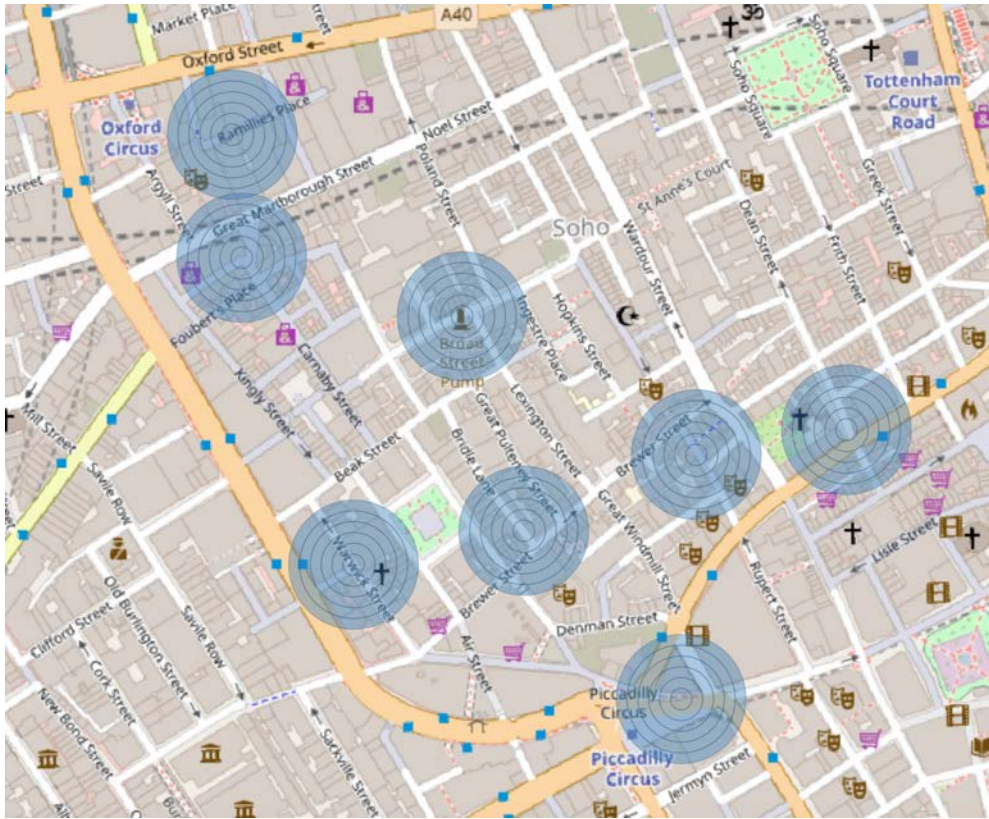 Market Place
A40
Oxford Street
Soho Square
Soho Square
Tottenham
Court
Road
Oxford
Circus
Ramillies Place
Noel Street
Poland Street
Great Marlborough Street
Argyll Street
St Anne's Court
Greek Street
Dean Street
Frith Street
Soho
Wardour Street
Foubert's Place
Carnaby Street
Kingly Street
Ingestre Place
Hopkins Street
Broad
Street
Pump
Mill Street
Savile Row
Beak Street
Bridle Lane
Great Pulteney Street
Lexington Street
Brewer Street
Great Windmill Street
Warwick Street
Brewer Street
Lisle Street
Rupert Street
Old Burlington Street
Savile Row
Clifford Street
Cork Street
New Bond Street
Denman Street
Air Street
Sackville Street
Piccadilly
Circus
Piccadilly
Circus
Jermyn Street